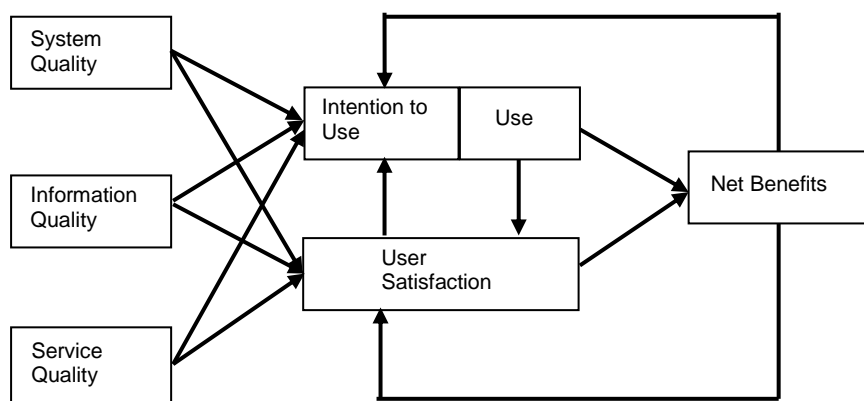 System
Quality
Intention to
Use
Use
Information
Quality
Net Benefits
User
Satisfaction
Service
Quality